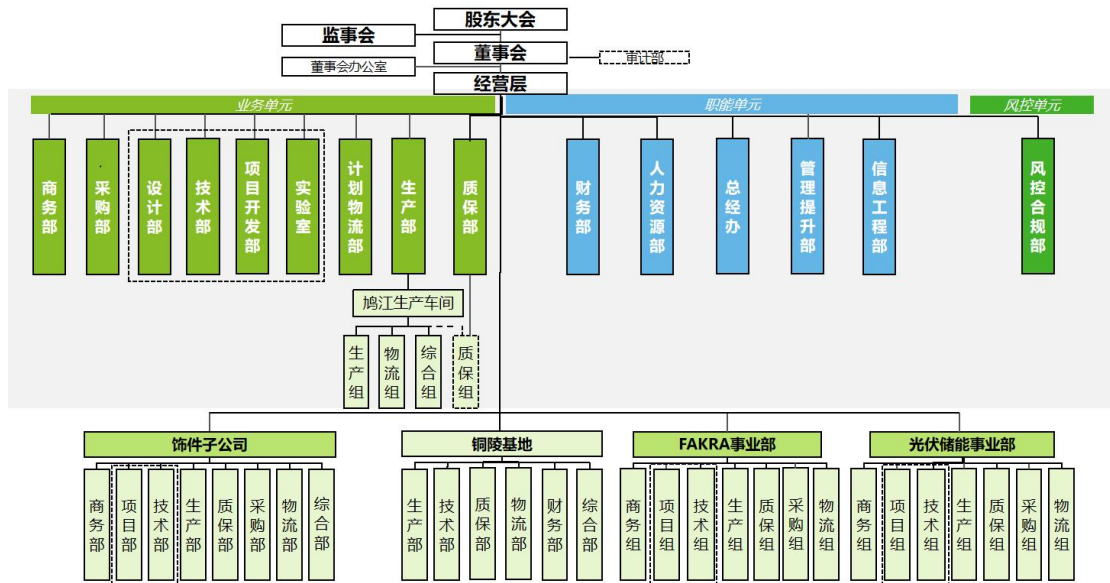 股东大会
监事会
董事会
审计部
董事会办公室
经营层
业务单元
职能单元
风控单元
商务部
采购部
设计部
技术部
项目开发部
实验室
计划物流部
生产部
质保部
财务部
人力资源部
总经办
管理提升部
信息工程部
风控合规部
鸠江生产车间
生产组
物流组
综合组
质保组
饰件子公司
铜陵基地
FAKRA事业部
光伏储能事业部
商务部
项目部
技术部
生产部
质保部
采购部
物流部
综合部
生产部
技术部
质保部
物流部
财务部
综合部
商务组
项目组
技术组
生产组
质保组
采购组
物流组
商务组
项目组
技术组
生产组
质保组
采购组
物流组